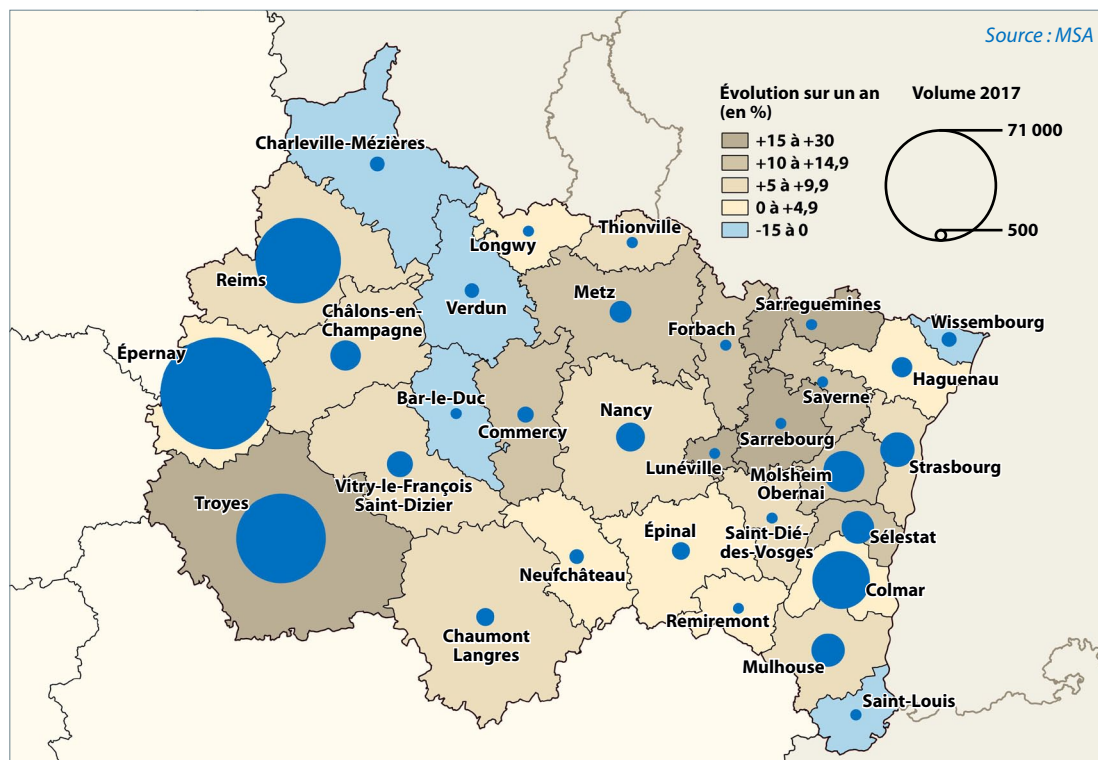 Source : MSA
Évolution sur un an
(en %)
Volume 2017
+15 à +30
+10 à +14,9
+5 à +9,9
0 à +4,9
-15 à 0
71 000
500
Charleville-Mézières
Longwy
Thionville
Reims
Verdun
Metz
Sarreguemines
Forbach
Wissembourg
Châlons-en-
Champagne
Épernay
Haguenau
Saverne
Bar-le-Duc
Commercy
Nancy
Sarrebourg
Lunéville
Strasbourg
Molsheim
Obernai
Vitry-le-François
Saint-Dizier
Troyes
Saint-Dié-
des-Vosges
Sélestat
Épinal
Neufchâteau
Colmar
Remiremont
Chaumont
Langres
Mulhouse
Saint-Louis